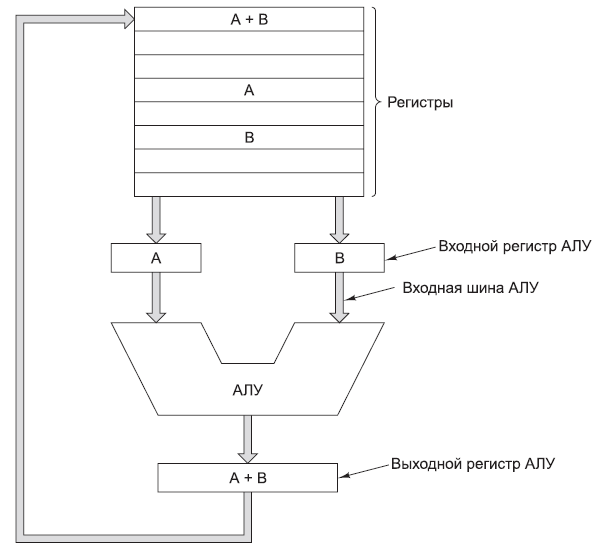 A + B
A
Регистры
B
A
B
Входной регистр АЛУ
Входная шина АЛУ
АЛУ
A + B
Выходной регистр АЛУ